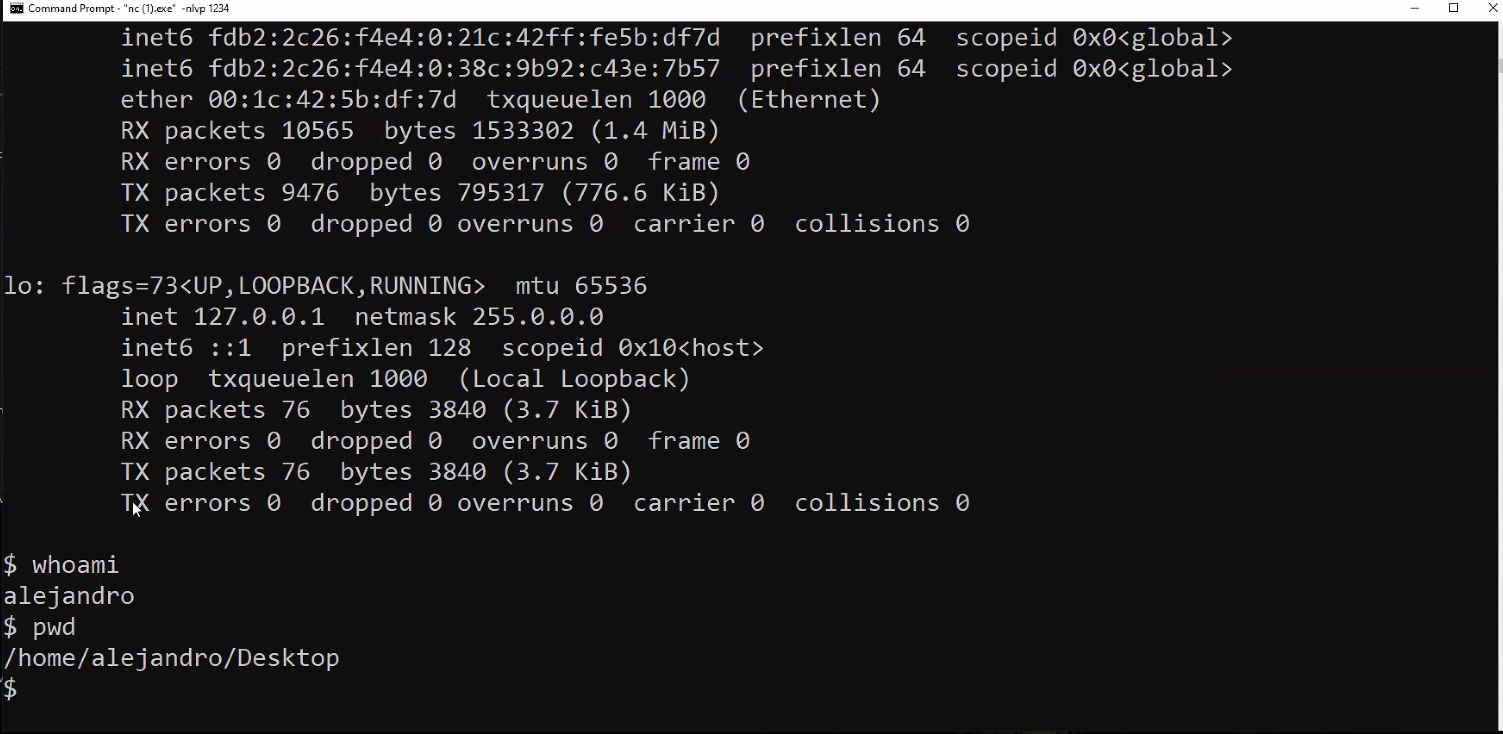 Command Prompt - "nc (1).exe" -nlvp 1234
inet6 fdb2:2c26:f4e4:0:21c:42ff:fe5b:df7d prefixlen 64 scopeid 0x0<global>
inet6 fdb2:2c26:f4e4:0:38c:9b92:c43e:7b57 prefixlen 64 scopeid 0x0<global>
ether 00:1c:42:5b:df:7d txqueuelen 1000 (Ethernet)
RX packets 10565 bytes 1533302 (1.4 MiB)
RX errors 0 dropped 0 overruns 0 frame 0
TX packets 9476 bytes 795317 (776.6 KiB)
TX errors 0 dropped 0 overruns 0 carrier 0 collisions 0
lo: flags=73<UP,LOOPBACK,RUNNING> mtu 65536
inet 127.0.0.1 netmask 255.0.0.0
inet6 ::1 prefixlen 128 scopeid 0x10<host>
loop txqueuelen 1000 (Local Loopback)
RX packets 76 bytes 3840 (3.7 KiB)
RX errors 0 dropped 0 overruns 0 frame 0
TX packets 76 bytes 3840 (3.7 KiB)
TX errors 0 dropped 0 overruns 0 carrier 0 collisions 0
$ whoami
alejandro
$ pwd
/home/alejandro/Desktop
$